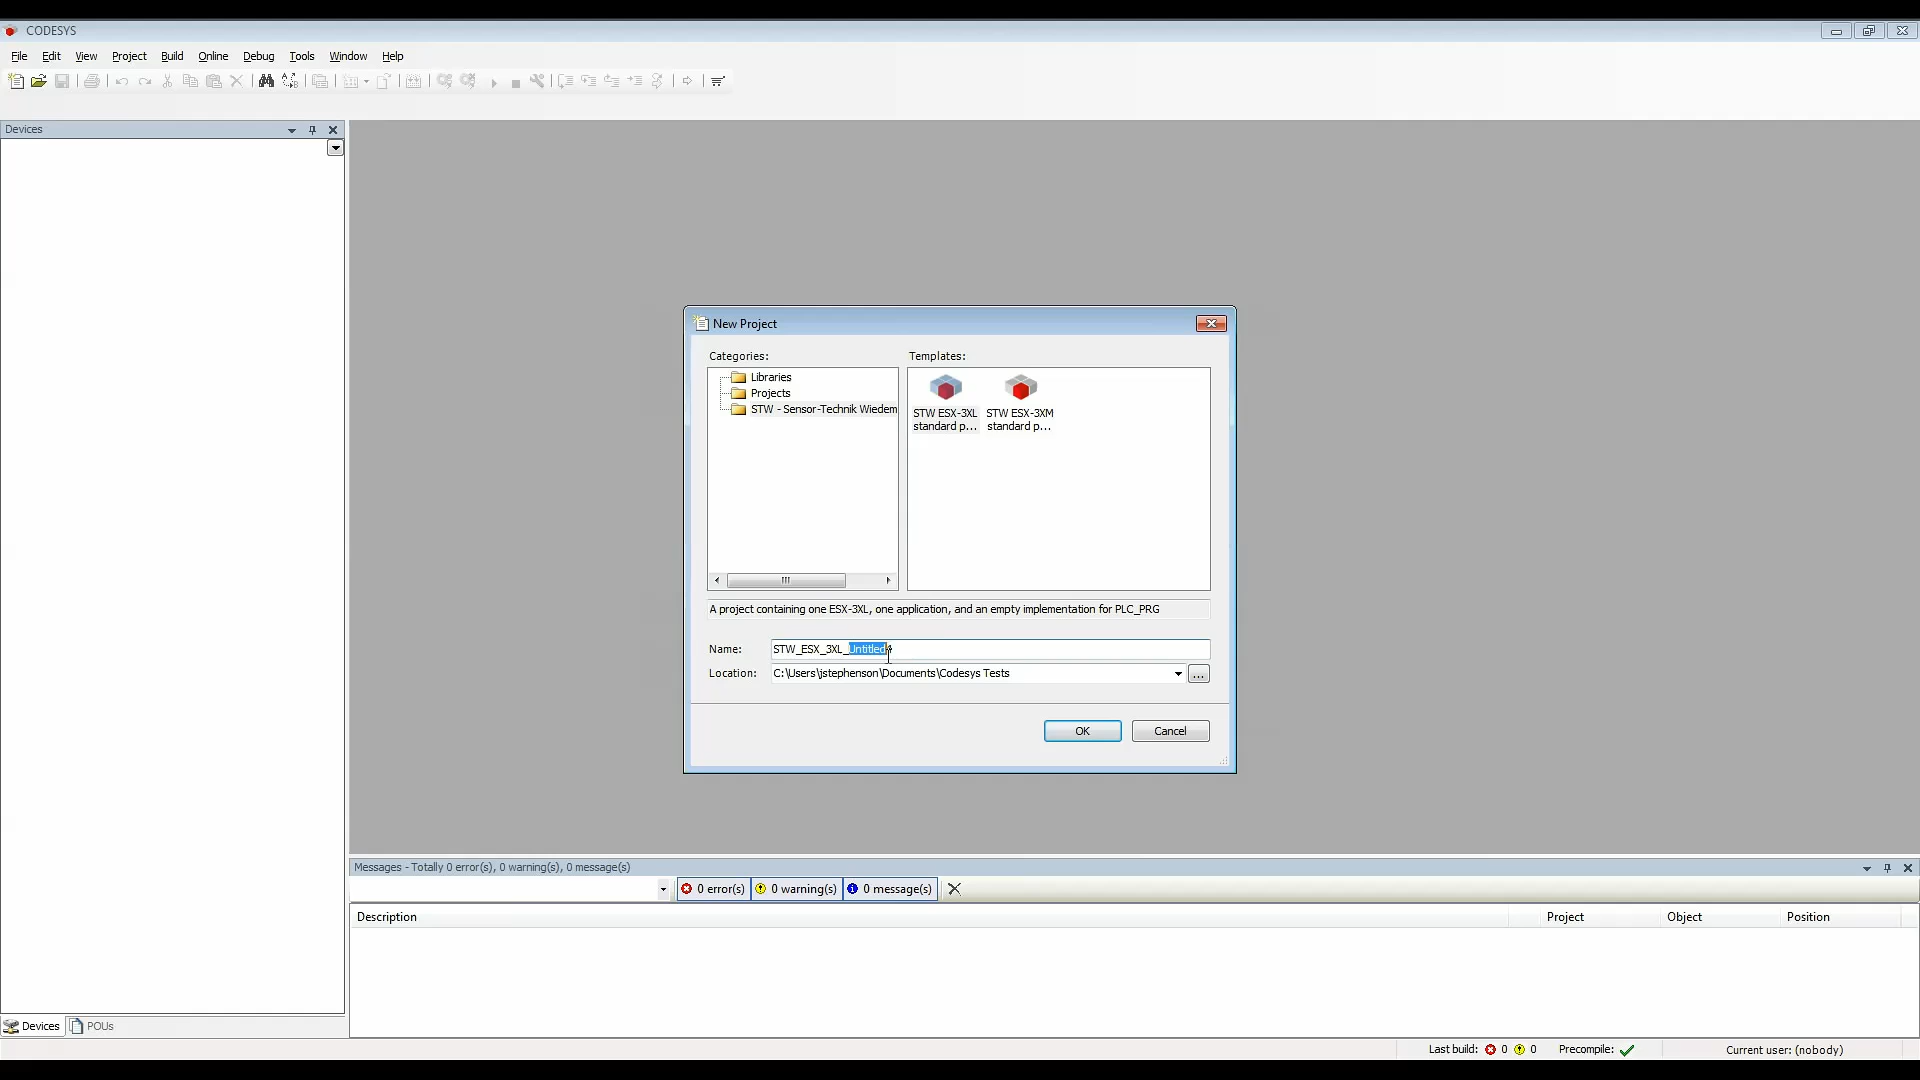 CODESYS
File Edit View Project Build Online Debug Tools Window Help
Devices
New Project
Categories: Templates:
Libraries
Projects
STW - Sensor-Technik Wiedem
STW ESX-3XL standard p...
STW ESX-3XM standard p...
A project containing one ESX-3XL, one application, and an empty implementation for PLC_PRG
Name: STW_ESX_3XL_Untitled
Location: C:\Users\jstephenson\Documents\Codesys Tests
...
OK Cancel
Messages - Totally 0 error(s), 0 warning(s), 0 message(s)
0 error(s) 0 warning(s) 0 message(s)
Description Project Object Position
Devices POUs
Last build: 0 0 Precompile: Current user: (nobody)